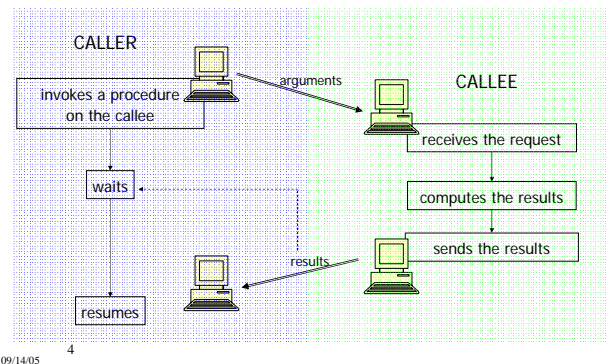 CALLER
invokes a procedure
on the callee
waits
resumes
arguments
results
CALLEE
receives the request
computes the results
sends the results
4
09/14/05